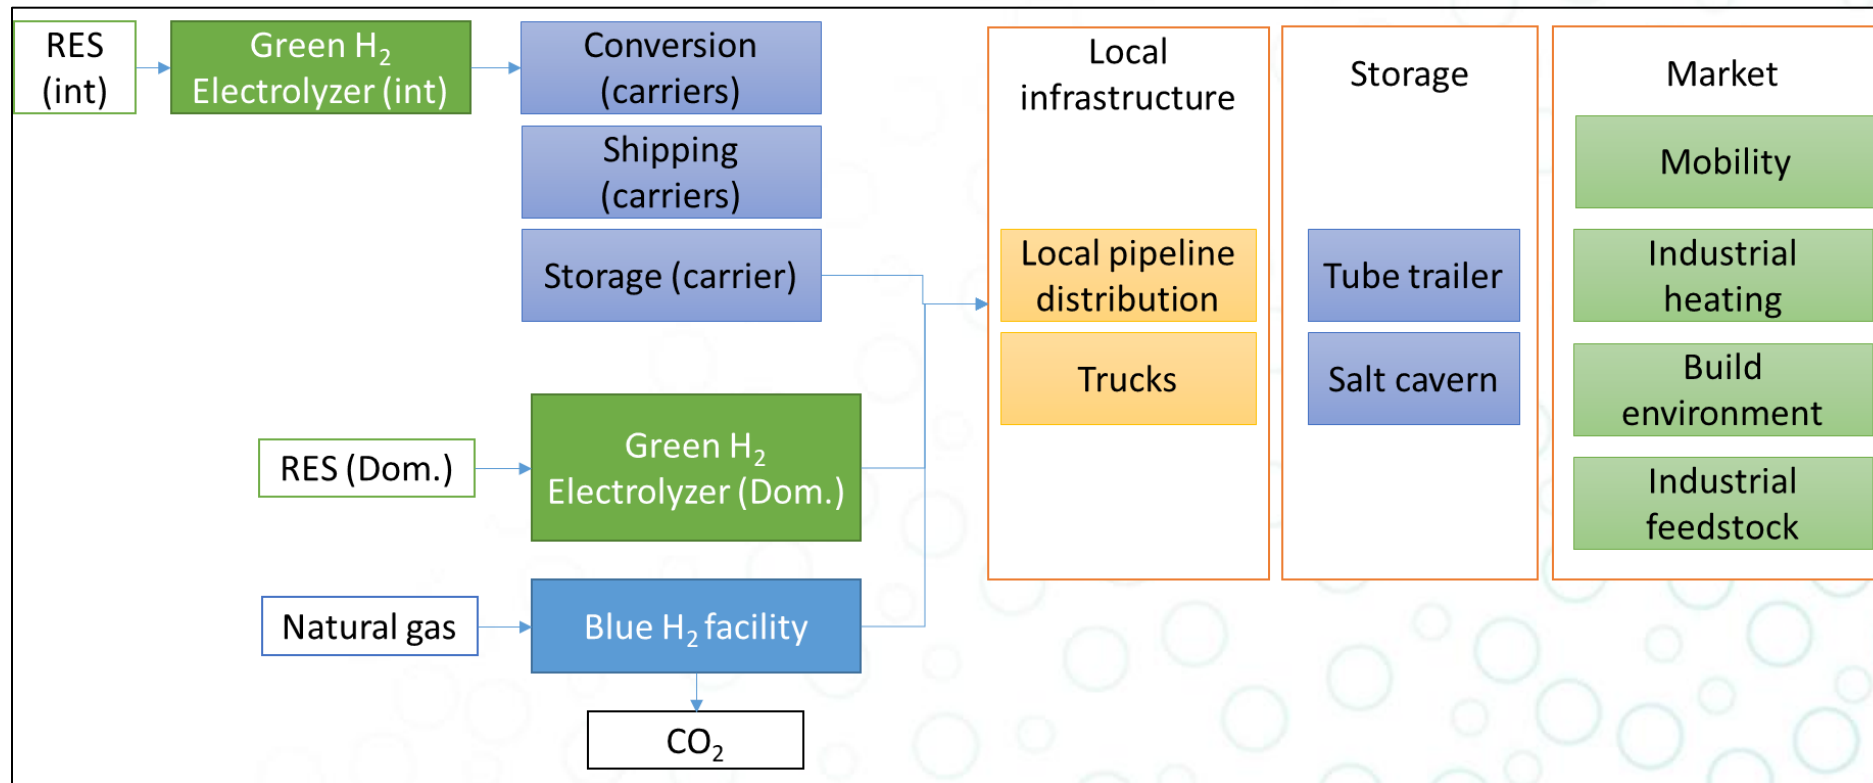 RES
(int)
Green H₂
Electrolyzer (int)
Conversion
(carriers)
Shipping
(carriers)
Storage (carrier)
RES (Dom.)
Green H₂
Electrolyzer (Dom.)
Natural gas
Blue H₂ facility
CO₂
Local
infrastructure
Local pipeline
distribution
Trucks
Storage
Tube trailer
Salt cavern
Market
Mobility
Industrial
heating
Build
environment
Industrial
feedstock